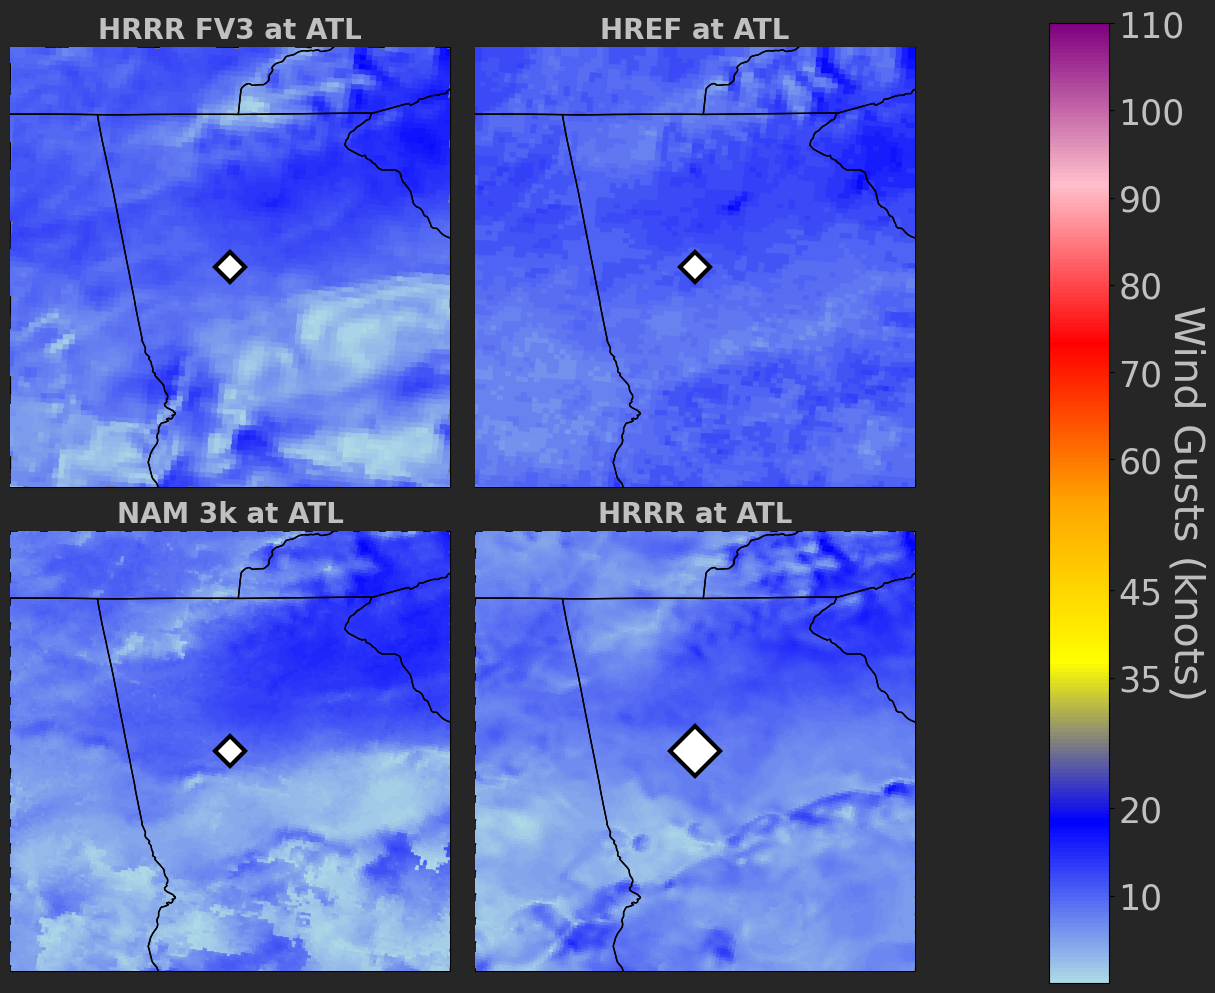 HRRR FV3 at ATL
HREF at ATL
NAM 3k at ATL
HRRR at ATL
110
100
90
80
70
60
45
35
20
10
Wind Gusts (knots)